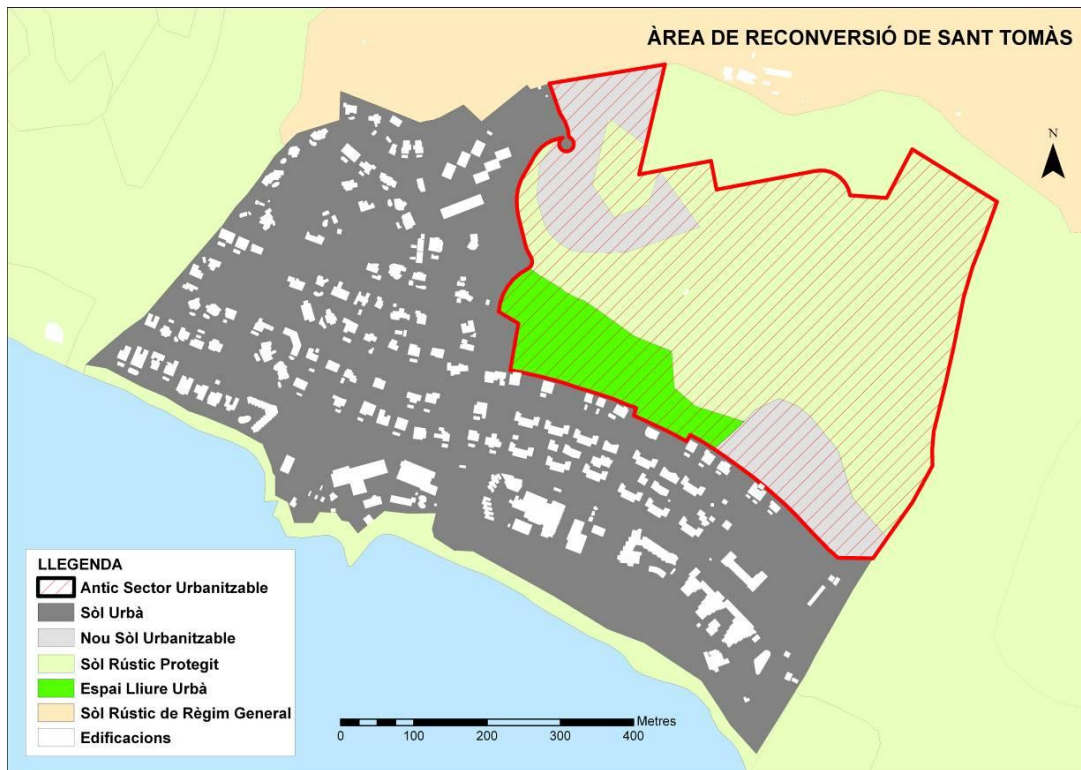 ÀREA DE RECONVERSIÓ DE SANT TOMÀS
N
LLEGENDA
Antic Sector Urbanitzable
Sòl Urbà
Nou Sòl Urbanitzable
Sòl Rústic Protegit
Espai Lliure Urbà
Sòl Rústic de Règim General
Edificacions
Metres
0 100 200 300 400